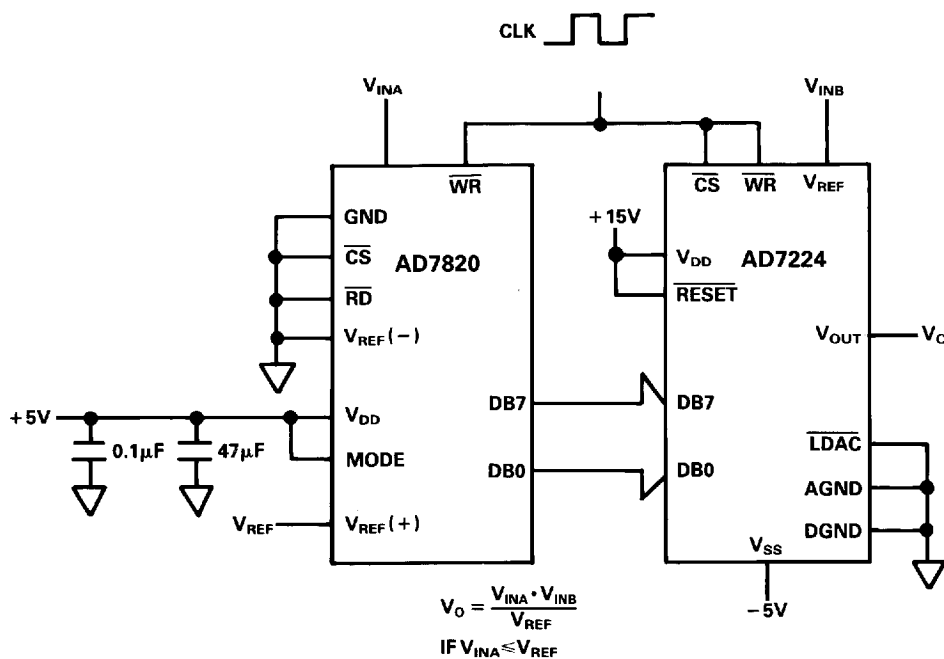 CLK
V_INA
V_INB
WR
CS
WR
V_REF
GND
CS
RD
V_REF(−)
AD7820
+15V
V_DD
RESET
AD7224
V_OUT
+5V
0.1μF
47μF
V_DD
MODE
DB7
DB0
DB7
DB0
LDAC
AGND
DGND
V_REF
V_REF(+)
V_SS
−5V
V_O = V_INA · V_INB / V_REF
IF V_INA ≤ V_REF